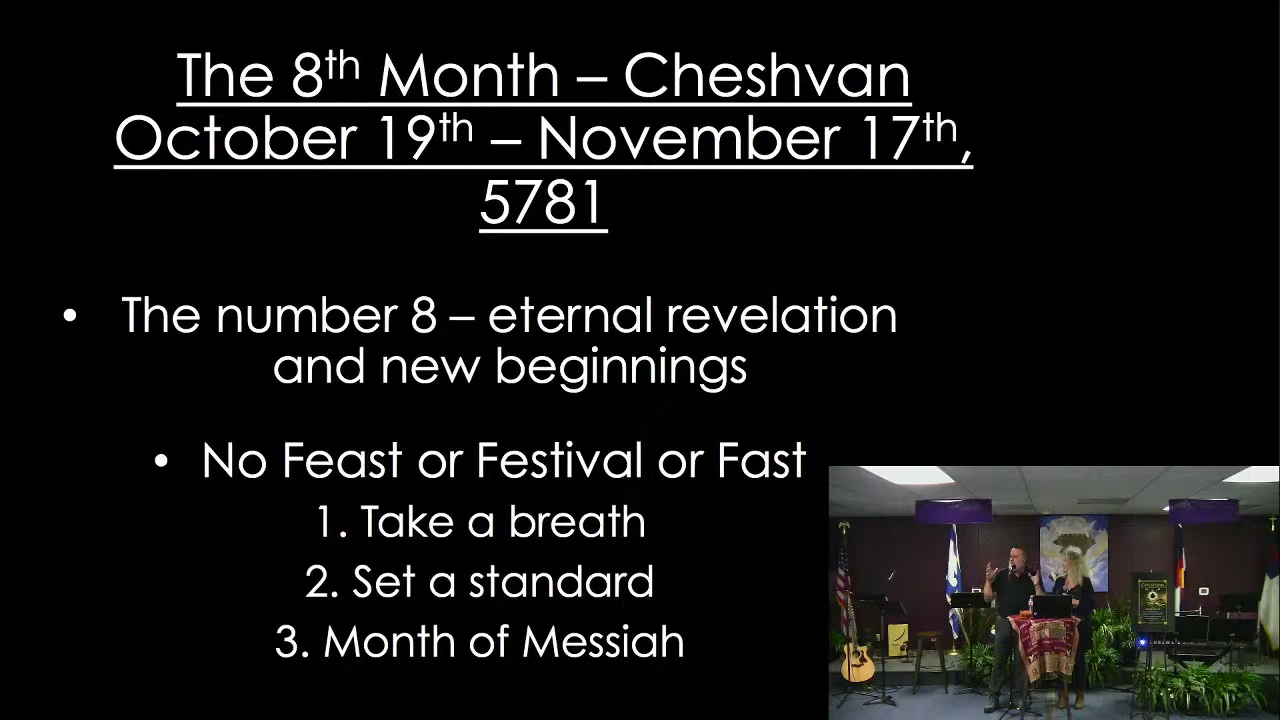 The 8th Month – Cheshvan
October 19th – November 17th,
5781
• The number 8 – eternal revelation
and new beginnings
• No Feast or Festival or Fast
1. Take a breath
2. Set a standard
3. Month of Messiah